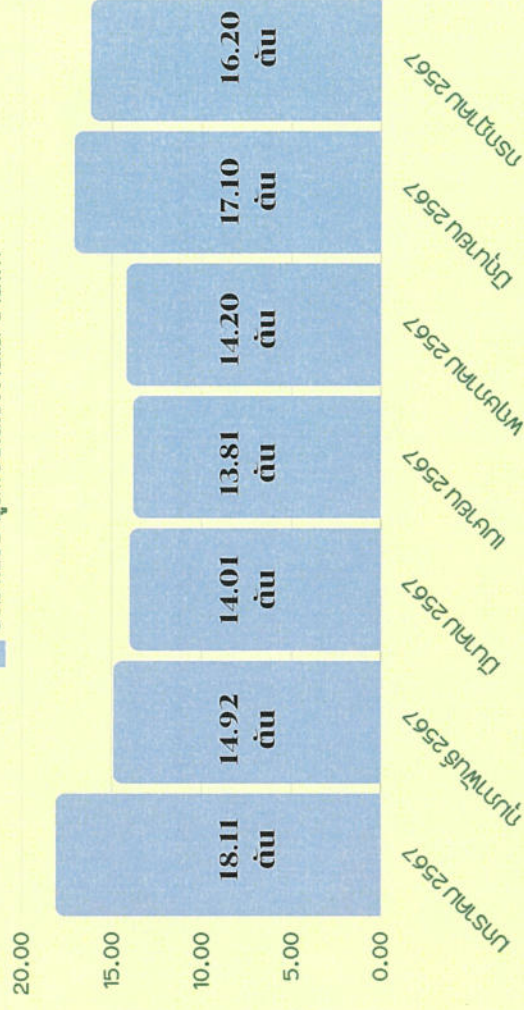 20.00
15.00
10.00
5.00
0.00
18.11
ตัน
14.92
ตัน
14.01
ตัน
13.81
ตัน
14.20
ตัน
17.10
ตัน
16.20
ตัน
มกราคม 2567
กุมภาพันธ์ 2567
มีนาคม 2567
เมษายน 2567
พฤษภาคม 2567
มิถุนายน 2567
กรกฎาคม 2567